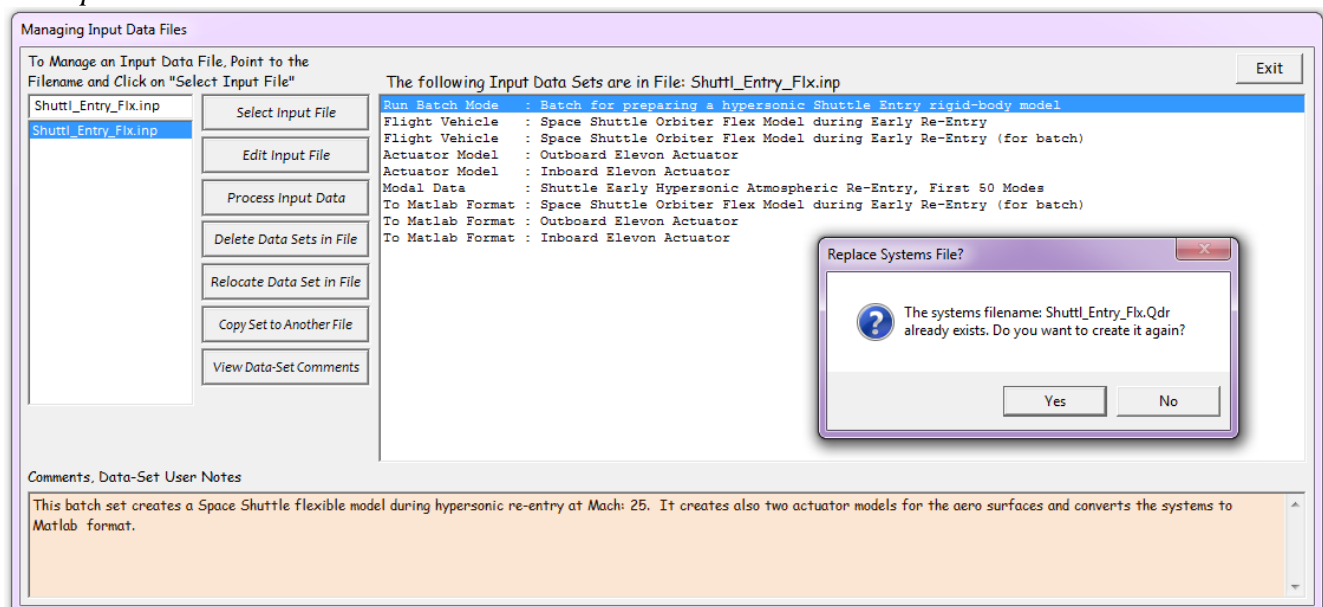 Managing Input Data Files
To Manage an Input Data File, Point to the
Filename and Click on "Select Input File"
The following Input Data Sets are in File: Shuttl_Entry_Flx.inp
Exit
Shuttl_Entry_Flx.inp
Shuttl_Entry_Flx.inp
Select Input File
Edit Input File
Process Input Data
Delete Data Sets in File
Relocate Data Set in File
Copy Set to Another File
View Data-Set Comments
Run Batch Mode : Batch for preparing a hypersonic Shuttle Entry rigid-body model
Flight Vehicle : Space Shuttle Orbiter Flex Model during Early Re-Entry
Flight Vehicle : Space Shuttle Orbiter Flex Model during Early Re-Entry (for batch)
Actuator Model : Outboard Elevon Actuator
Actuator Model : Inboard Elevon Actuator
Modal Data : Shuttle Early Hypersonic Atmospheric Re-Entry, First 50 Modes
To Matlab Format : Space Shuttle Orbiter Flex Model during Early Re-Entry (for batch)
To Matlab Format : Outboard Elevon Actuator
To Matlab Format : Inboard Elevon Actuator
Replace Systems File?
The systems filename: Shuttl_Entry_Flx.Qdr
already exists. Do you want to create it again?
Yes
No
Comments, Data-Set User Notes
This batch set creates a Space Shuttle flexible model during hypersonic re-entry at Mach: 25. It creates also two actuator models for the aero surfaces and converts the systems to
Matlab format.